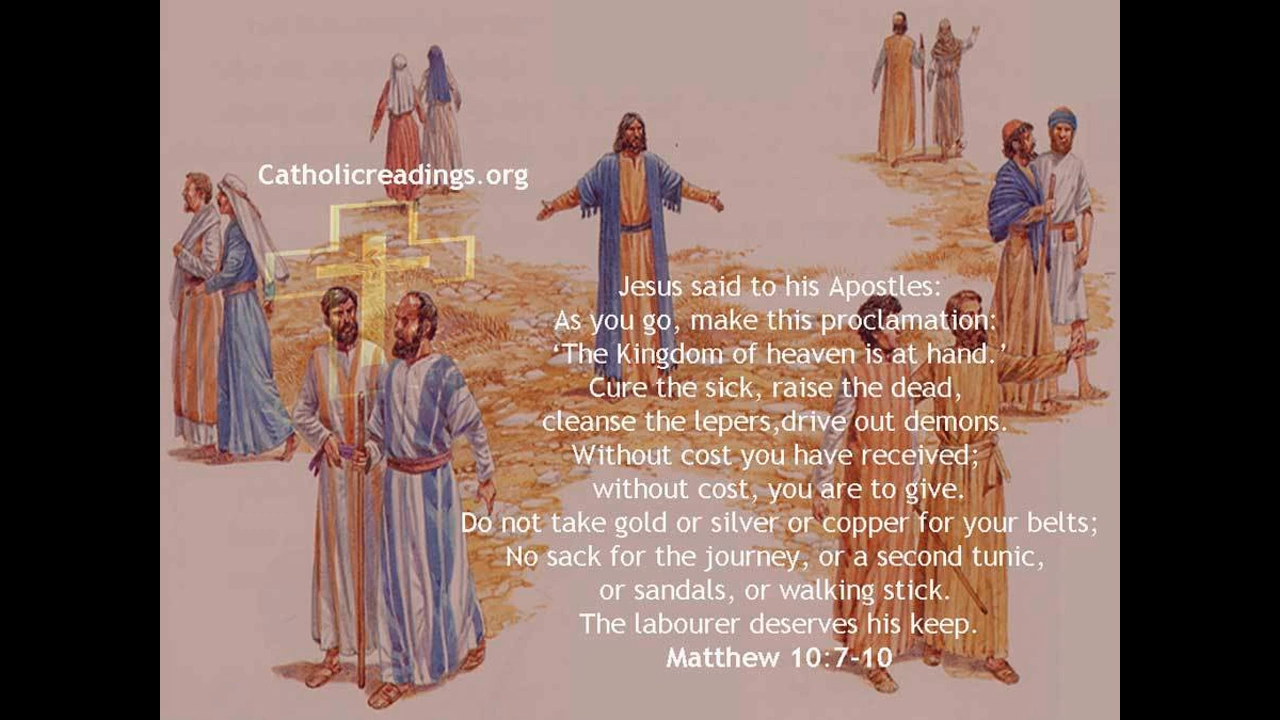 Catholicreadings.org
Jesus said to his Apostles:
As you go, make this proclamation:
‘The Kingdom of heaven is at hand.’
Cure the sick, raise the dead,
cleanse the lepers,drive out demons.
Without cost you have received;
without cost, you are to give.
Do not take gold or silver or copper for your belts;
No sack for the journey, or a second tunic,
or sandals, or walking stick.
The labourer deserves his keep.
Matthew 10:7-10